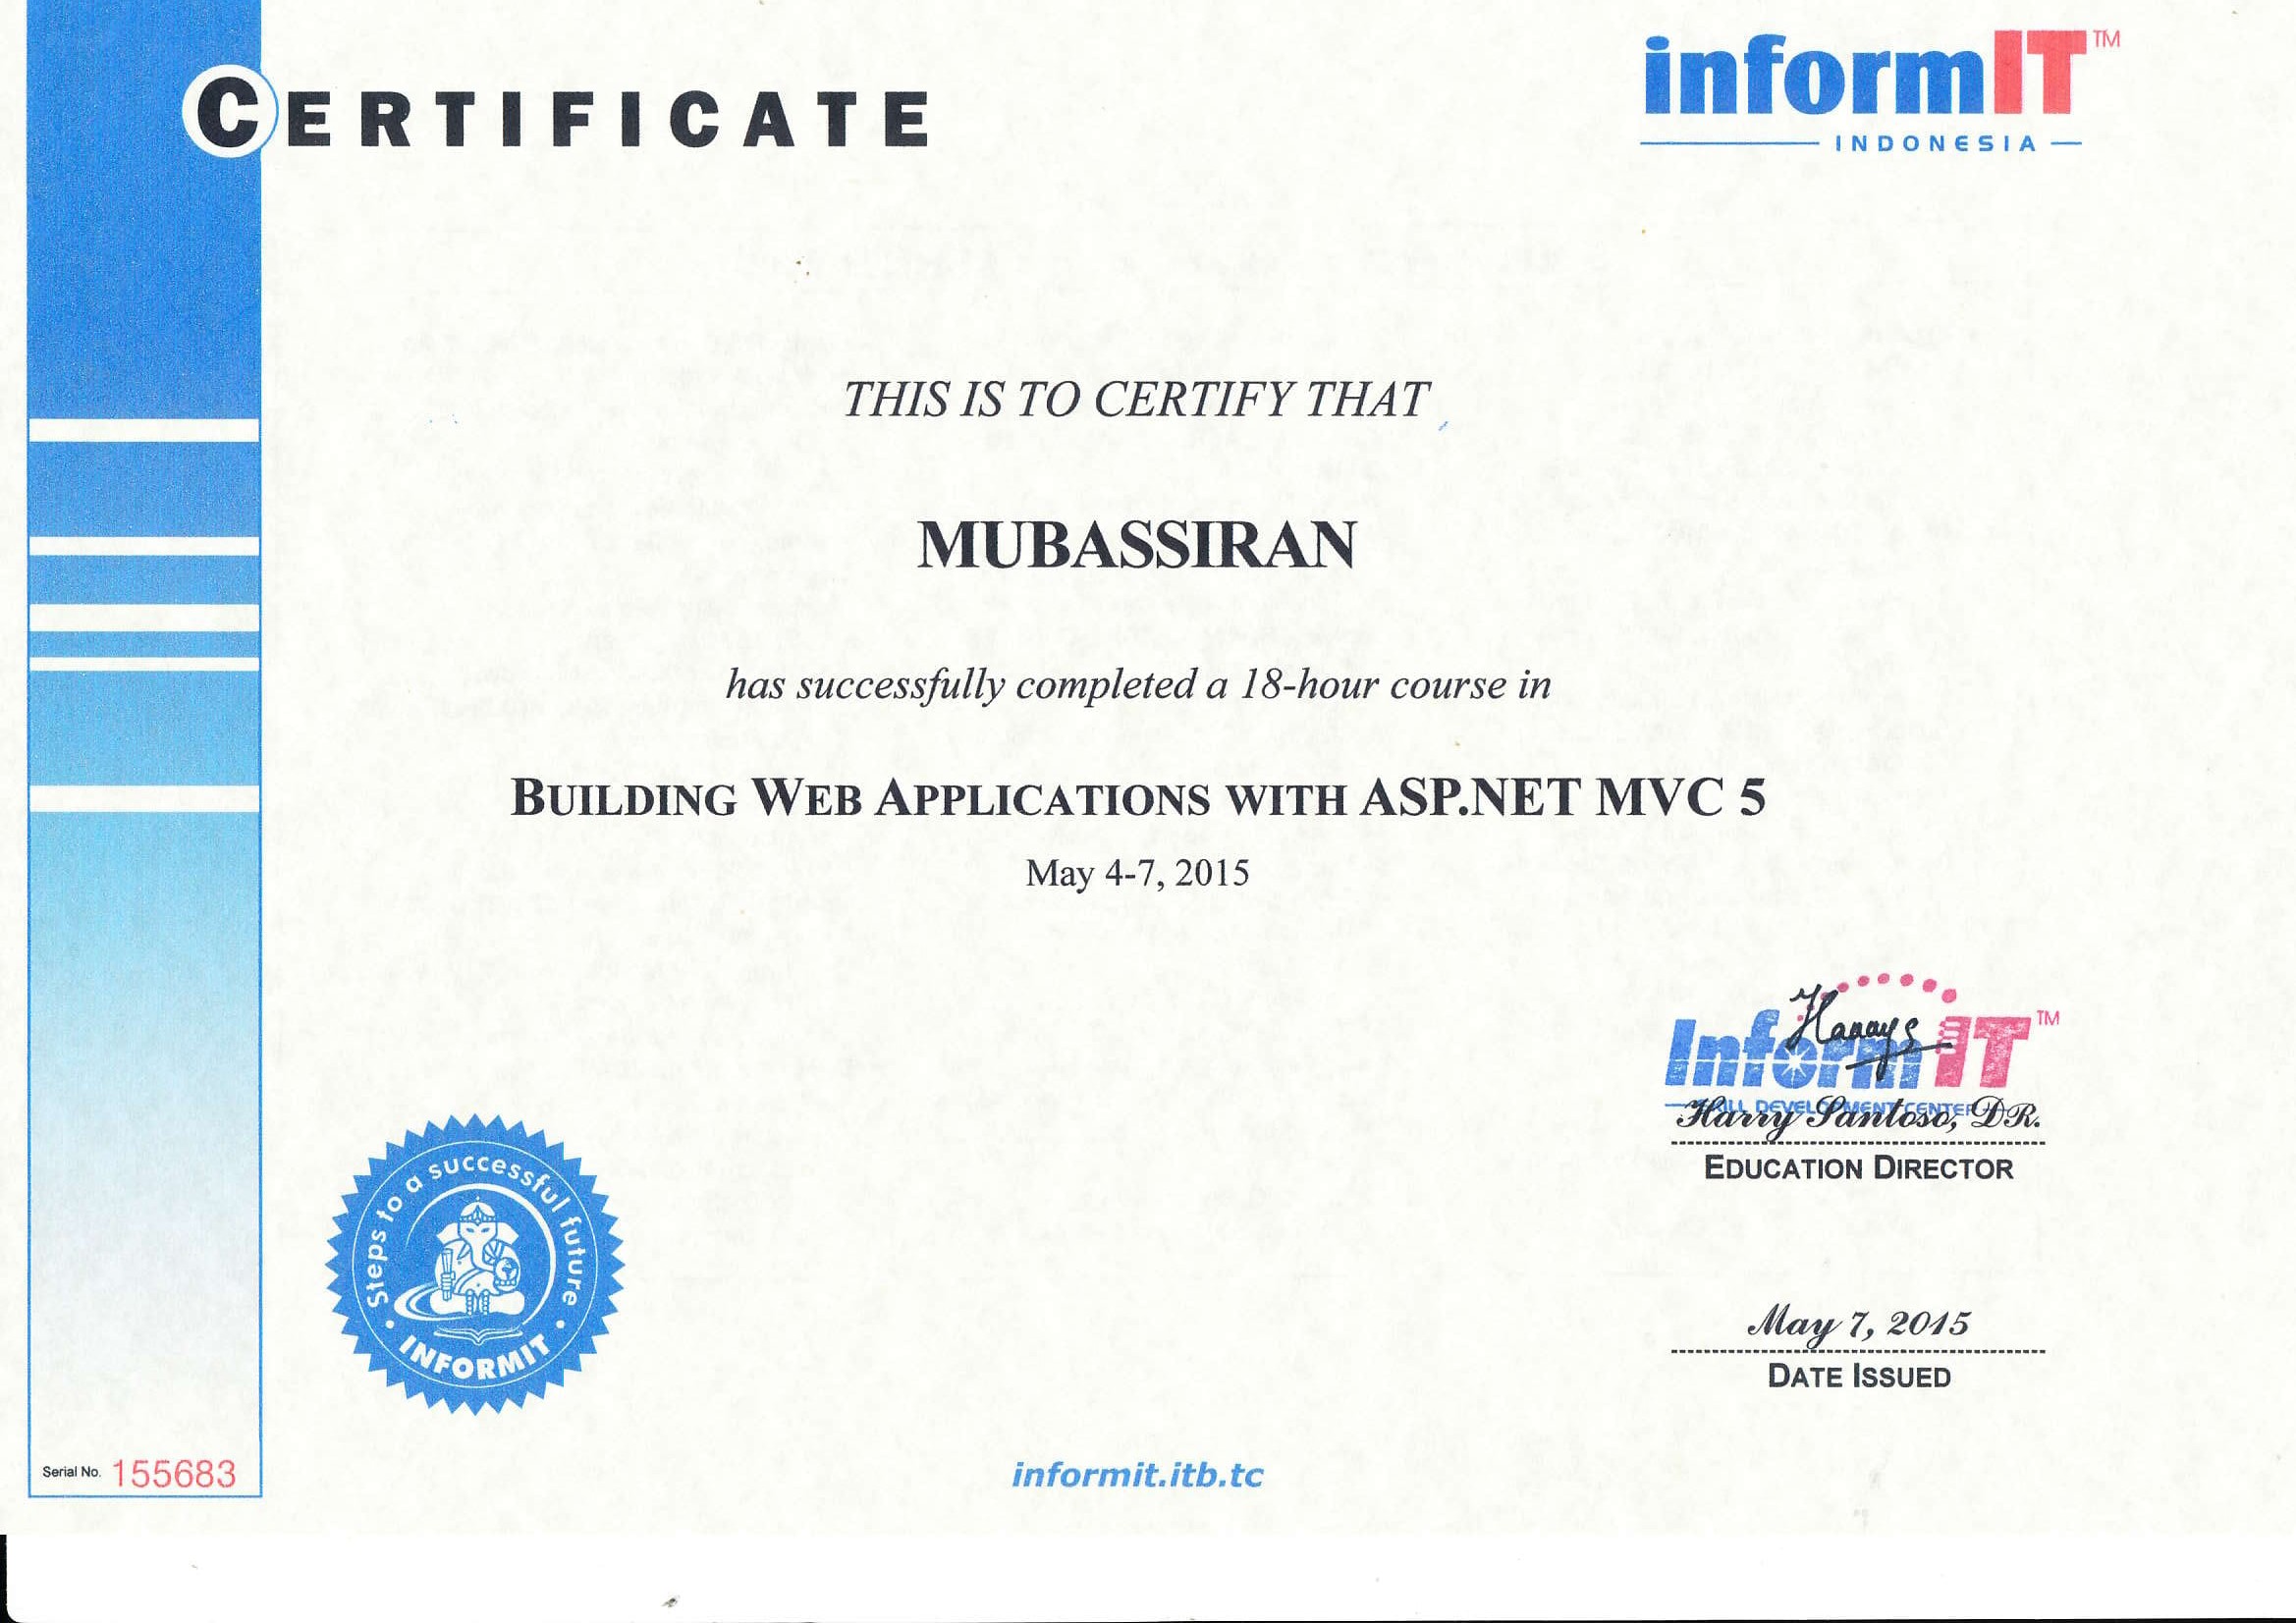 CERTIFICATE
informIT™
INDONESIA
THIS IS TO CERTIFY THAT
MUBASSIRAN
has successfully completed a 18-hour course in
BUILDING WEB APPLICATIONS WITH ASP.NET MVC 5
May 4-7, 2015
InformIT™
SKILL DEVELOPMENT CENTER
Harry Santoso, DR.
EDUCATION DIRECTOR
Steps to a successful future
• INFORMIT •
May 7, 2015
DATE ISSUED
Serial No. 155683
informit.itb.tc